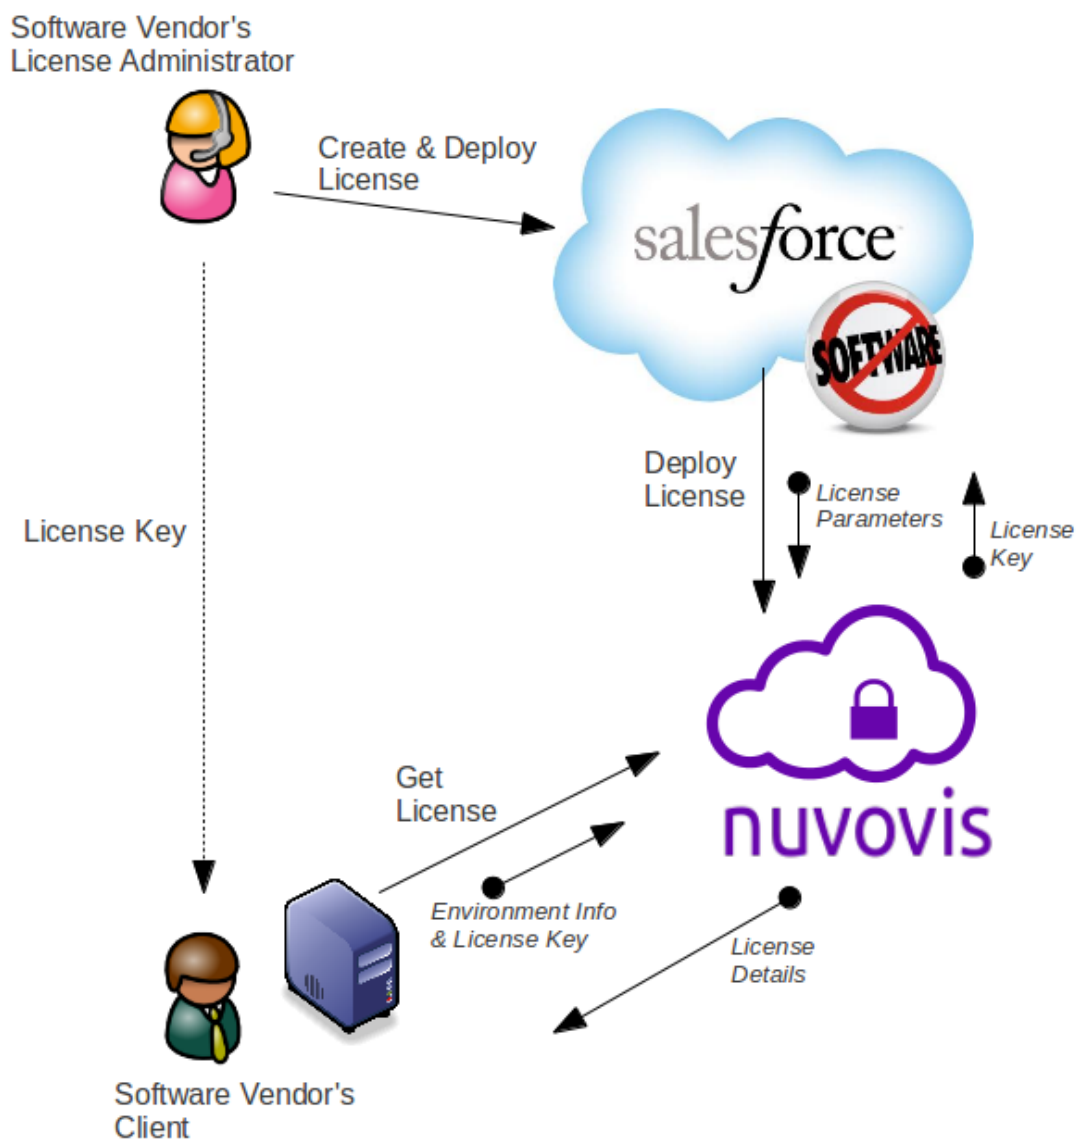 Software Vendor's
License Administrator
Create & Deploy
License
salesforce
SOFTWARE
Deploy
License
License
Parameters
License
Key
License Key
nuvovis
Get
License
Environment Info
& License Key
License
Details
Software Vendor's
Client